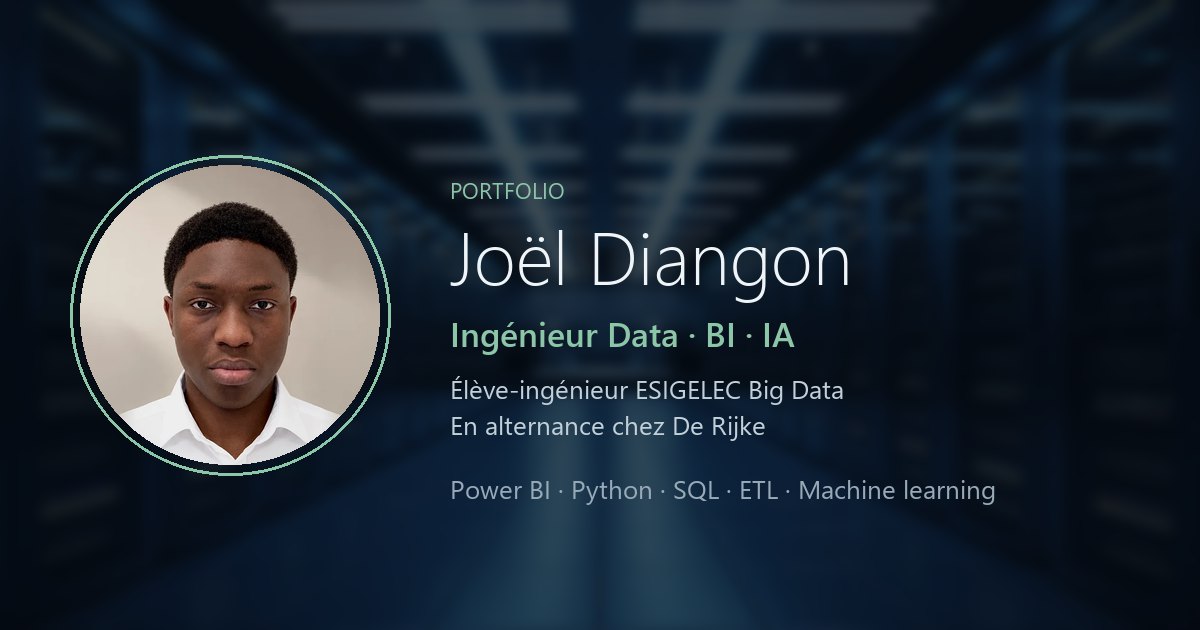 PORTFOLIO
Joël Diangon
Ingénieur Data · BI · IA
Élève-ingénieur ESIGELEC Big Data
En alternance chez De Rijke
Power BI · Python · SQL · ETL · Machine learning